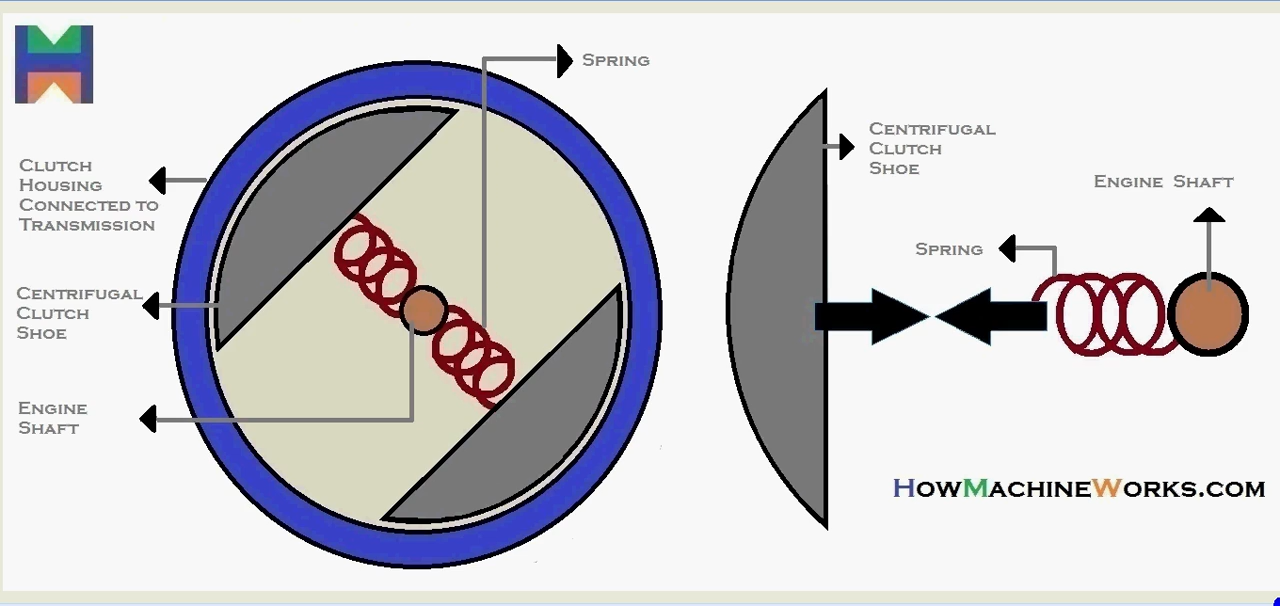 Spring
Clutch
Housing
Connected to
Transmission
Centrifugal
Clutch
Shoe
Engine
Shaft
Centrifugal
Clutch
Shoe
Engine Shaft
Spring
HowMachineWorks.com